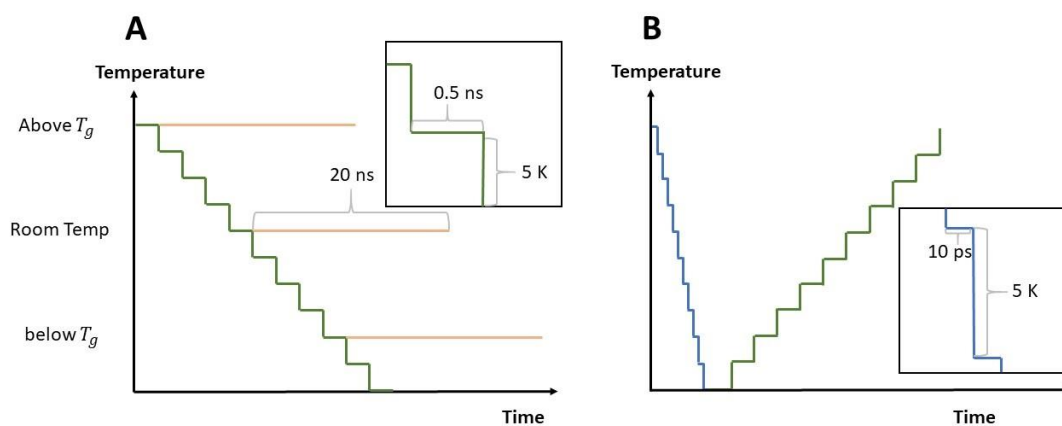 A
Temperature
Above T_g
Room Temp
below T_g
20 ns
0.5 ns
5 K
Time
B
Temperature
10 ps
5 K
Time